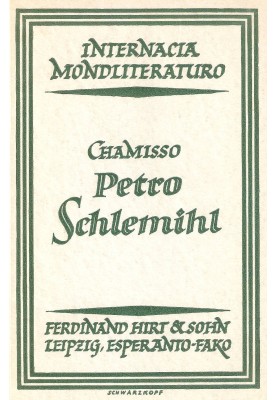 INTERNACIA
MONDLITERATURO
CHAMISSO
Petro
Schlemihl
FERDINAND HIRT & SOHN
LEIPZIG, ESPERANTO-FAKO
SCHWARZKOPF